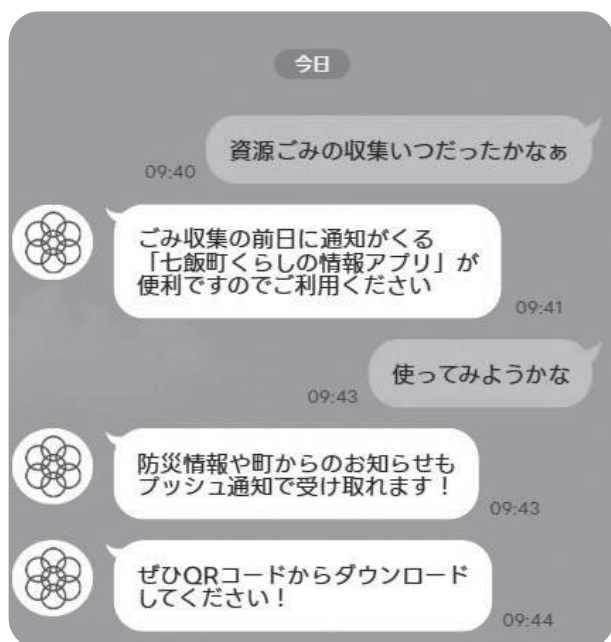 今日
資源ごみの収集いつだったかなぁ
09:40
ごみ収集の前日に通知がくる
「七飯町くらしの情報アプリ」が
便利ですのでご利用ください
09:41
使ってみようかな
09:43
防災情報や町からのお知らせも
プッシュ通知で受け取れます！
09:43
ぜひQRコードからダウンロード
してください！
09:44